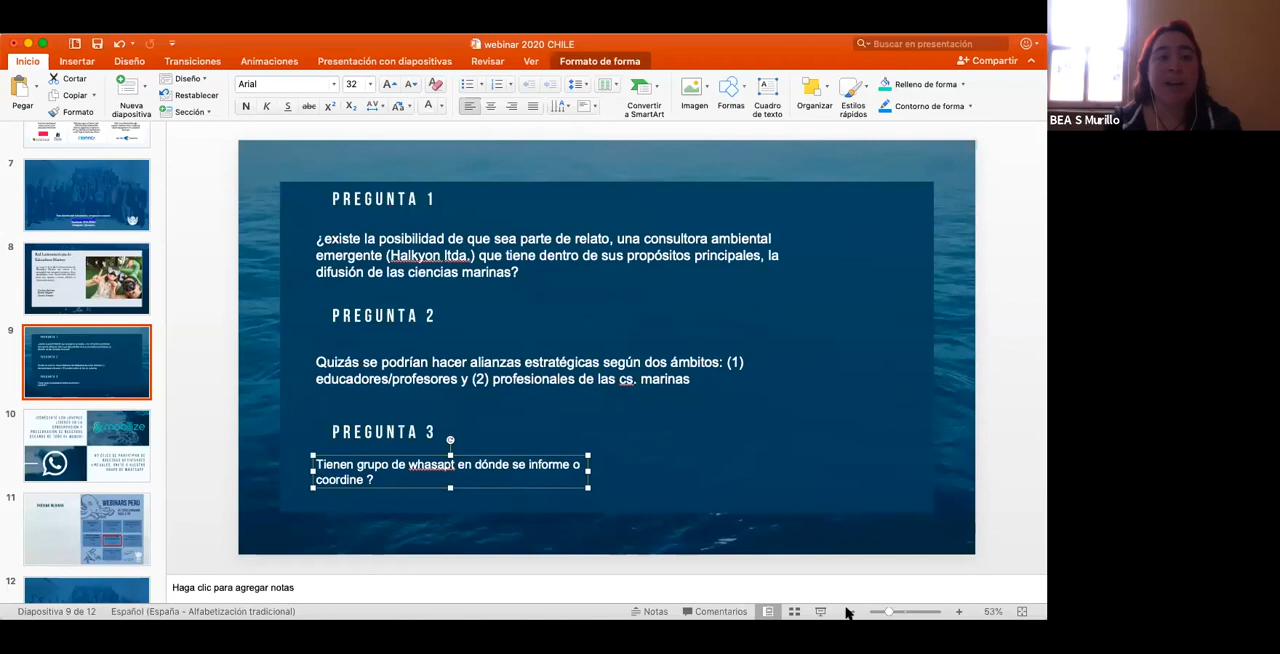 webinar 2020 CHILE
Buscar en presentación
Inicio
Insertar
Diseño
Transiciones
Animaciones
Presentación con diapositivas
Revisar
Ver
Formato de forma
Compartir
Pegar
Cortar
Copiar
Formato
Nueva
diapositiva
Diseño
Restablecer
Sección
Arial
32
N
K
S
abc
X²
X₂
AV
Convertir
a SmartArt
Imagen
Formas
Cuadro
de texto
Organizar
Estilos
rápidos
Relleno de forma
Contorno de forma
BEA S Murillo
7
8
9
10
11
12
WEBINARS PERÚ
PREGUNTA 1
¿existe la posibilidad de que sea parte de relato, una consultora ambiental
emergente (Halkyon ltda.) que tiene dentro de sus propósitos principales, la
difusión de las ciencias marinas?
PREGUNTA 2
Quizás se podrían hacer alianzas estratégicas según dos ámbitos: (1)
educadores/profesores y (2) profesionales de las cs. marinas
PREGUNTA 3
Tienen grupo de whasapt en dónde se informe o
coordine ?
Haga clic para agregar notas
Diapositiva 9 de 12
Español (España - Alfabetización tradicional)
Notas
Comentarios
53%